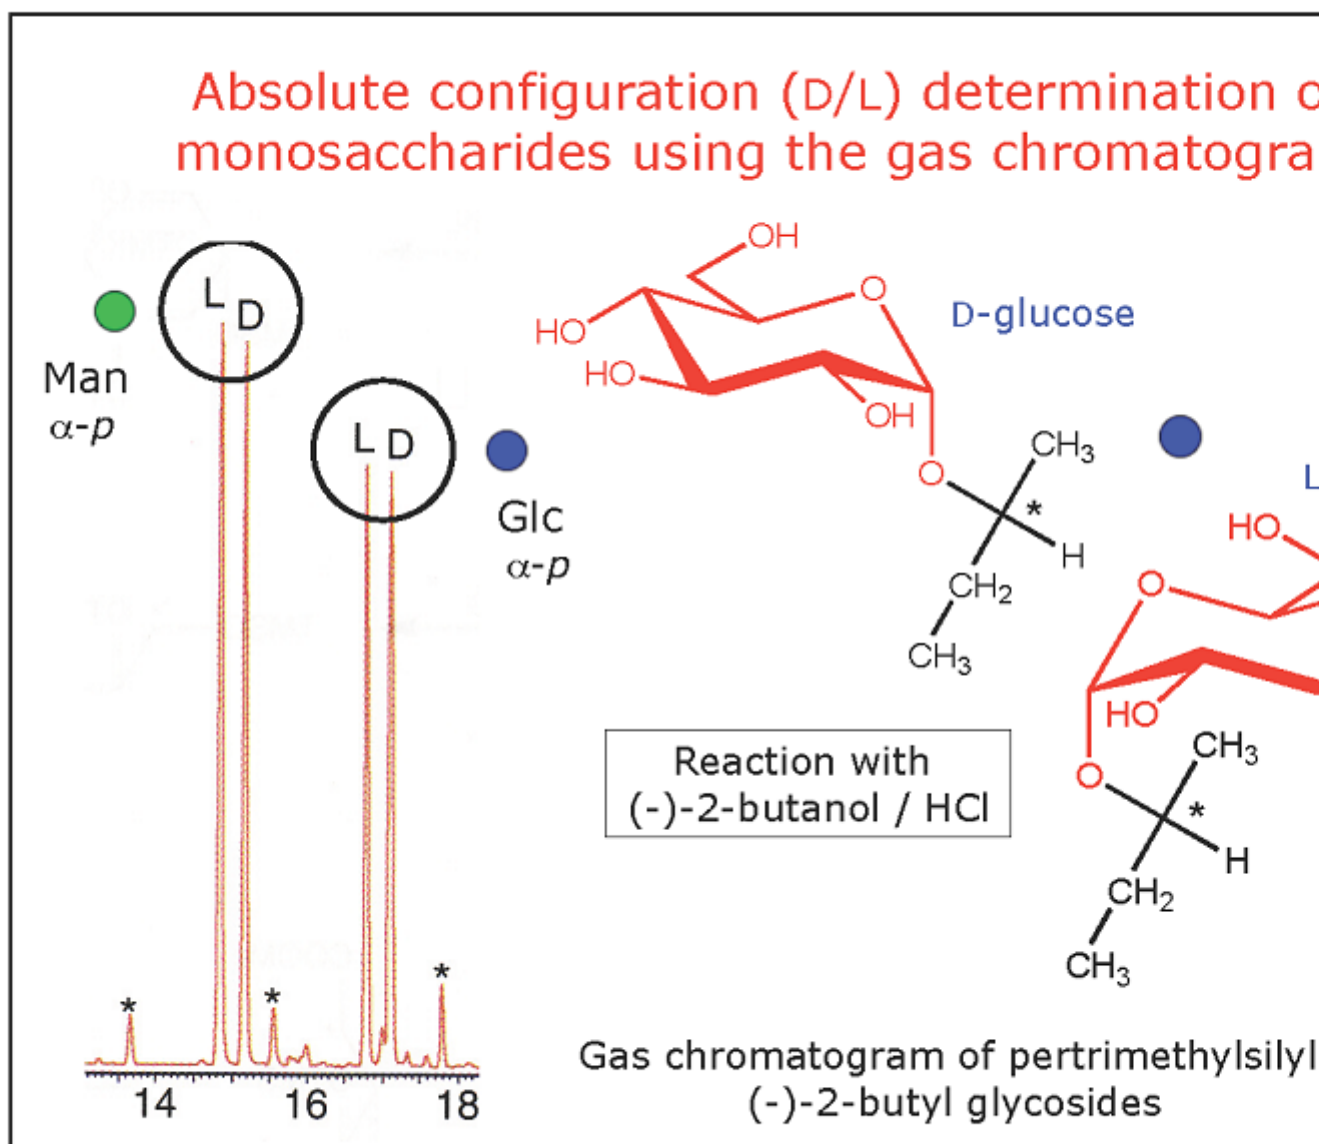 Absolute configuration (D/L) determination o
monosaccharides using the gas chromatogra
L D
Man
α-p
L D
Glc
α-p
OH
O
HO
HO
OH
D-glucose
O
CH3
*
H
CH2
CH3
L
HO
O
HO
O
CH3
*
H
CH2
CH3
Reaction with
(-)-2-butanol / HCl
* * *
14 16 18
Gas chromatogram of pertrimethylsilyl
(-)-2-butyl glycosides